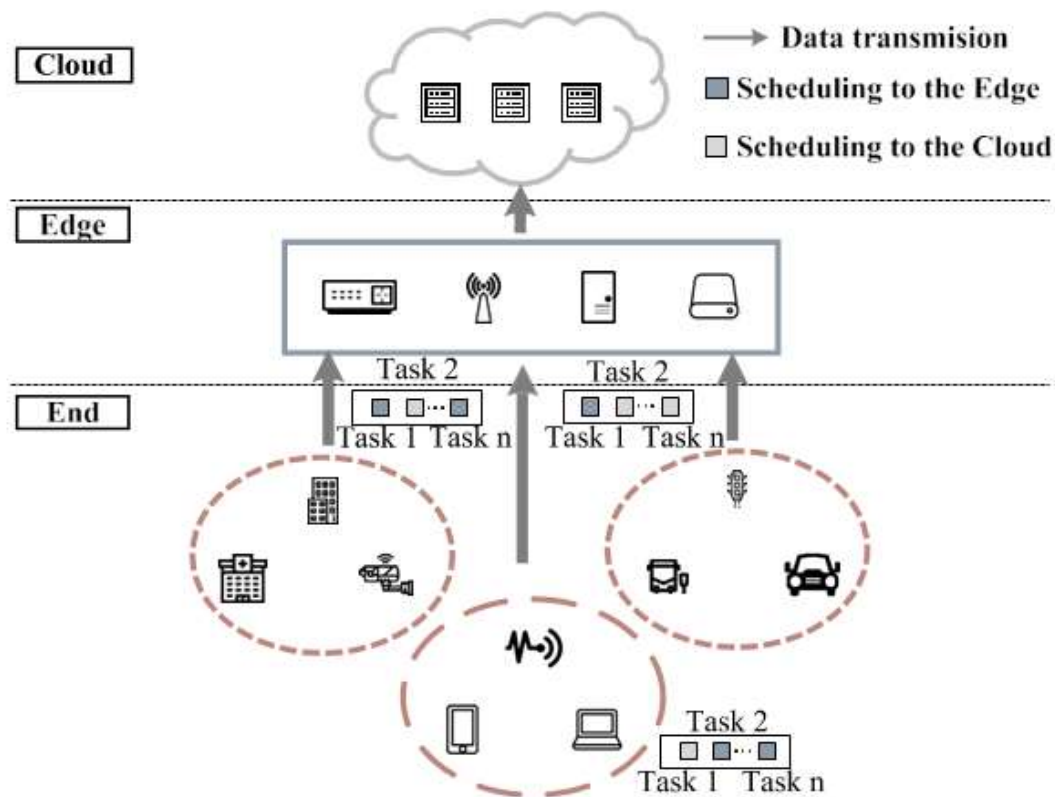 Cloud
Data transmision
Scheduling to the Edge
Scheduling to the Cloud
Edge
Task 2
Task 1 Task n
Task 2
Task 1 Task n
End
Task 2
Task 1 Task n